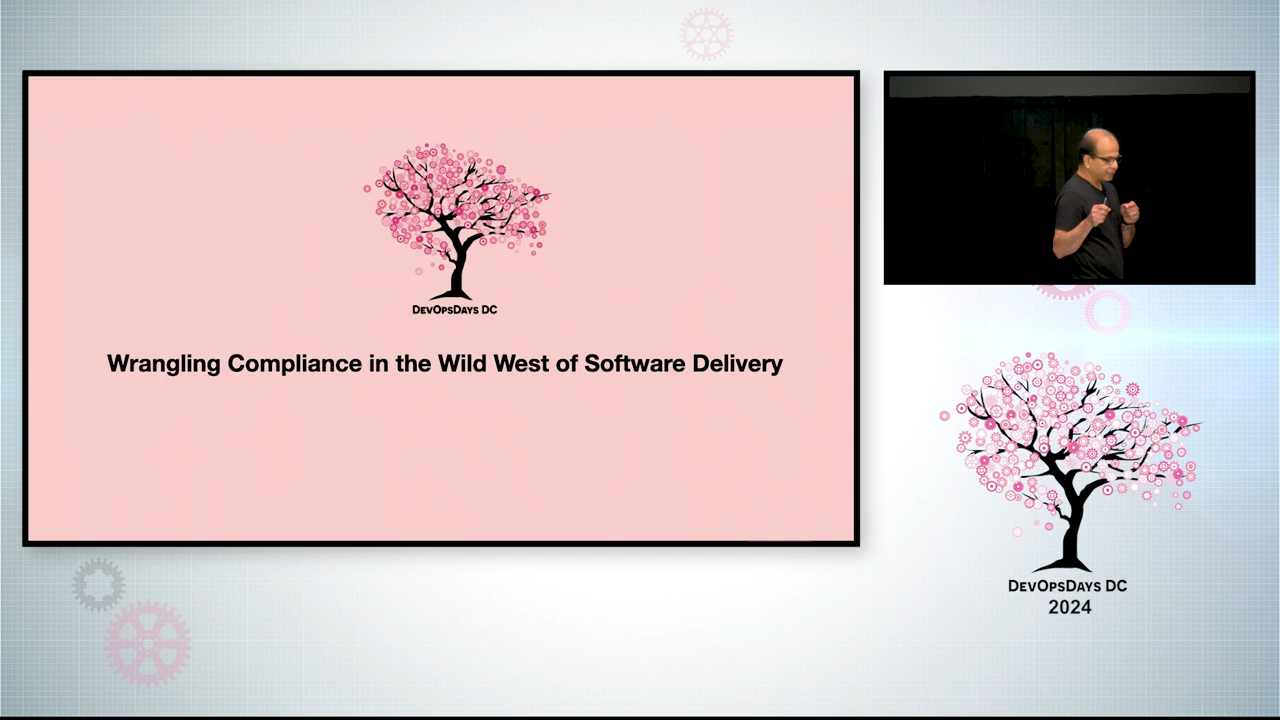 DevOpsDays DC
Wrangling Compliance in the Wild West of Software Delivery
DevOpsDays DC
2024